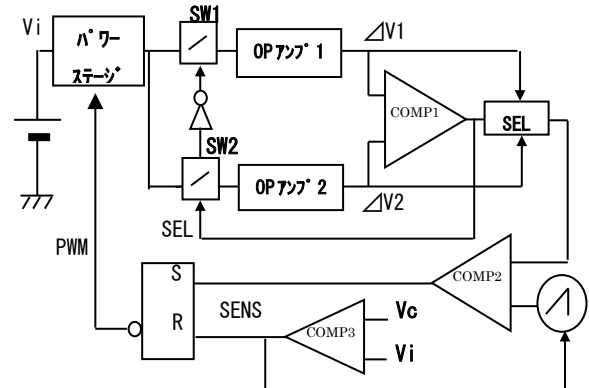 Vi
パワー
ステージ
SW1
OPアンプ1
⊿V1
COMP1
SEL
SW2
OPアンプ2
⊿V2
SEL
PWM
S
R
SENS
COMP2
COMP3
Vc
Vi